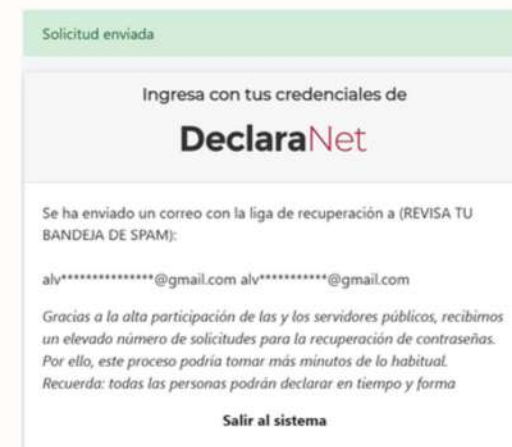 Solicitud enviada
Ingresa con tus credenciales de
DeclaraNet
Se ha enviado un correo con la liga de recuperación a (REVISA TU
BANDEJA DE SPAM):
alv***************@gmail.com alv***********@gmail.com
Gracias a la alta participación de las y los servidores públicos, recibimos
un elevado número de solicitudes para la recuperación de contraseñas.
Por ello, este proceso podría tomar más minutos de lo habitual.
Recuerda: todas las personas podrán declarar en tiempo y forma
Salir al sistema